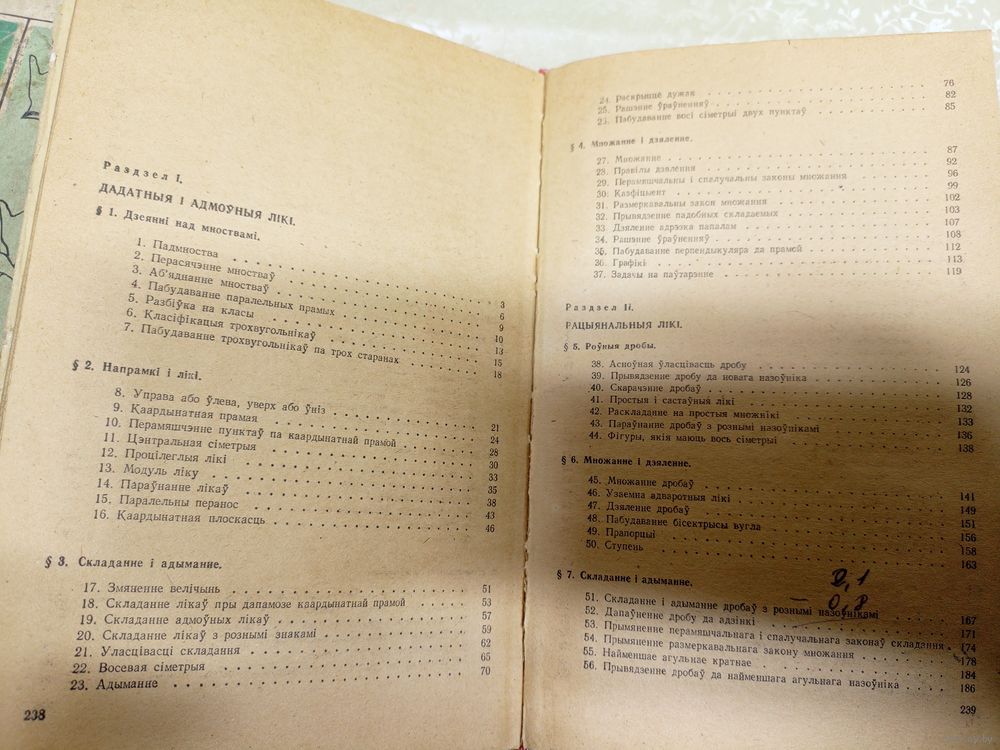 Раздзел I.
ДАДАТНЫЯ І АДМОЎНЫЯ ЛІКІ.
§ 1. Дзеянні над мноствамі.
1. Падмноства 3
2. Перасячэнне мностваў 6
3. Аб'яднанне мностваў 9
4. Пабудаванне паралельных прамых 10
5. Разбіўка на класы 13
6. Класіфікацыя трохвугольнікаў 15
7. Пабудаванне трохвугольнікаў па трох старанах 18
§ 2. Напрамкі і лікі.
8. Управа або ўлева, уверх або ўніз 21
9. Каардынатная прамая 24
10. Перамяшчэнне пунктаў па каардынатнай прамой 28
11. Цэнтральная сіметрыя 30
12. Процілеглыя лікі 33
13. Модуль ліку 35
14. Параўнанне лікаў 38
15. Паралельны перанос 43
16. Каардынатная плоскасць 46
§ 3. Складанне і адыманне.
17. Змяненне велічынь 51
18. Складанне лікаў пры дапамозе каардынатнай прамой 53
19. Складанне адмоўных лікаў 57
20. Складанне лікаў з рознымі знакамі 59
21. Уласцівасці складання 62
22. Восевая сіметрыя 65
23. Адыманне 70
238
24. Раскрыццё дужак 76
25. Рашэнне ўраўненняў 82
23. Пабудаванне восі сіметрыі двух пунктаў 85
§ 4. Множанне і дзяленне.
27. Множанне 87
28. Правілы дзялення 92
29. Перамяшчальны і спалучальны законы множання 96
30. Каэфіцыент 99
31. Размеркавальны закон множання 102
32. Прывядзенне падобных складаемых 103
33. Дзяленне адрэзка папалам 107
34. Рашэнне ўраўненняў 108
35. Пабудаванне перпендыкуляра да прамой 112
36. Графікі 113
37. Задачы на паўтарэнне 119
Раздзел II.
РАЦЫЯНАЛЬНЫЯ ЛІКІ.
§ 5. Роўныя дробы.
38. Асноўная ўласцівасць дробу 124
39. Прывядзенне дробу да новага назоўніка 126
40. Скарачэнне дробаў 128
41. Простыя і састаўныя лікі 132
42. Раскладанне на простыя множнікі 133
43. Параўнанне дробаў з рознымі назоўнікамі 136
44. Фігуры, якія маюць вось сіметрыі 138
§ 6. Множанне і дзяленне.
45. Множанне дробаў 141
46. Узаемна адваротныя лікі 149
47. Дзяленне дробаў 151
48. Пабудаванне бісектрысы вугла 156
49. Прапорцыі 158
50. Ступень 163
§ 7. Складанне і адыманне.
51. Складанне і адыманне дробаў з рознымі назоўнікамі 167
52. Дапаўненне дробу да адзінкі 171
53. Прымяненне перамяшчальнага і спалучальнага законаў складання 174
54. Прымяненне размеркавальнага закону множання 178
55. Найменшае агульнае кратнае 184
56. Прывядзенне дробаў да найменшага агульнага назоўніка 186
239